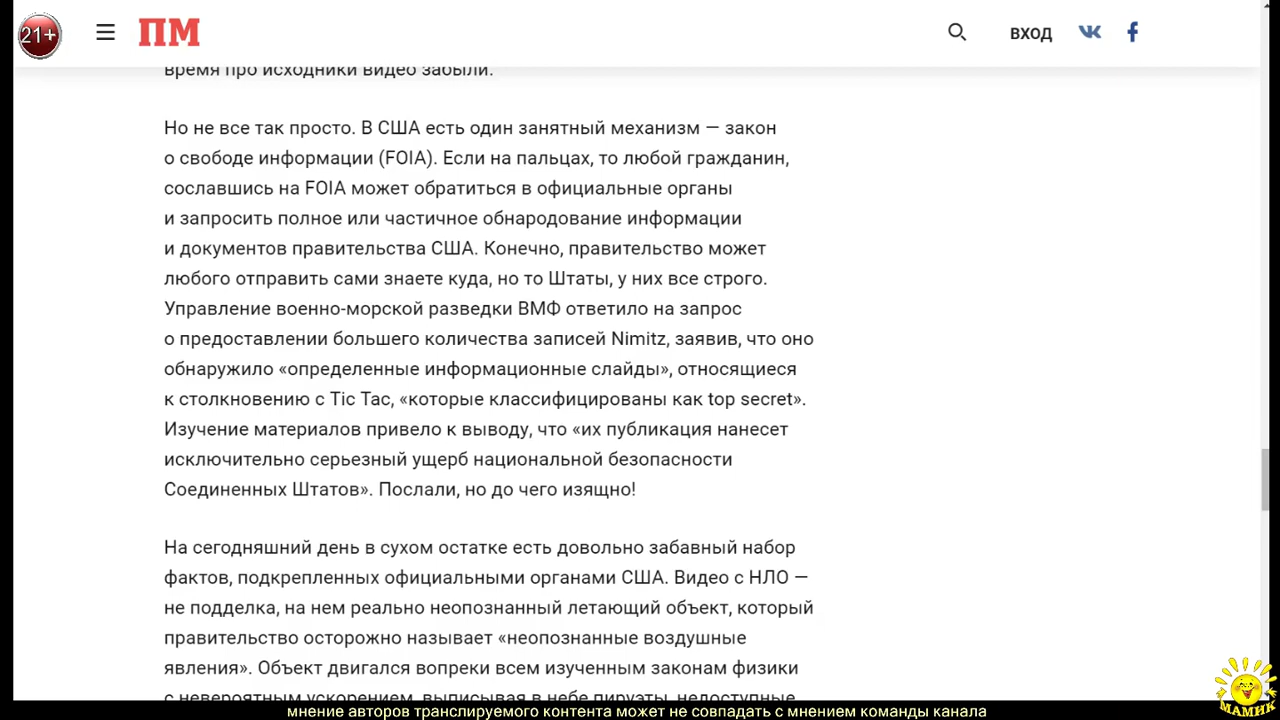 21+
ПМ
ВХОД
время про исходники видео забыли.
Но не все так просто. В США есть один занятный механизм — закон
о свободе информации (FOIA). Если на пальцах, то любой гражданин,
сославшись на FOIA может обратиться в официальные органы
и запросить полное или частичное обнародование информации
и документов правительства США. Конечно, правительство может
любого отправить сами знаете куда, но то Штаты, у них все строго.
Управление военно-морской разведки ВМФ ответило на запрос
о предоставлении большего количества записей Nimitz, заявив, что оно
обнаружило «определенные информационные слайды», относящиеся
к столкновению с Tic Tac, «которые классифицированы как top secret».
Изучение материалов привело к выводу, что «их публикация нанесет
исключительно серьезный ущерб национальной безопасности
Соединенных Штатов». Послали, но до чего изящно!
На сегодняшний день в сухом остатке есть довольно забавный набор
фактов, подкрепленных официальными органами США. Видео с НЛО —
не подделка, на нем реально неопознанный летающий объект, который
правительство осторожно называет «неопознанные воздушные
явления». Объект двигался вопреки всем изученным законам физики
с невероятным ускорением, выписывая в небе пируэты, недоступные
МАМИК
мнение авторов транслируемого контента может не совпадать с мнением команды канала